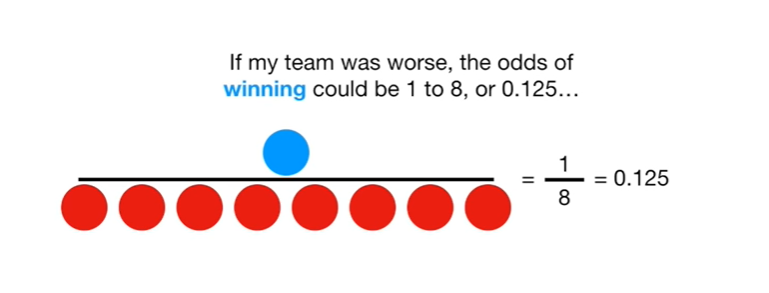 If my team was worse, the odds of
winning could be 1 to 8, or 0.125...
= 1/8 = 0.125